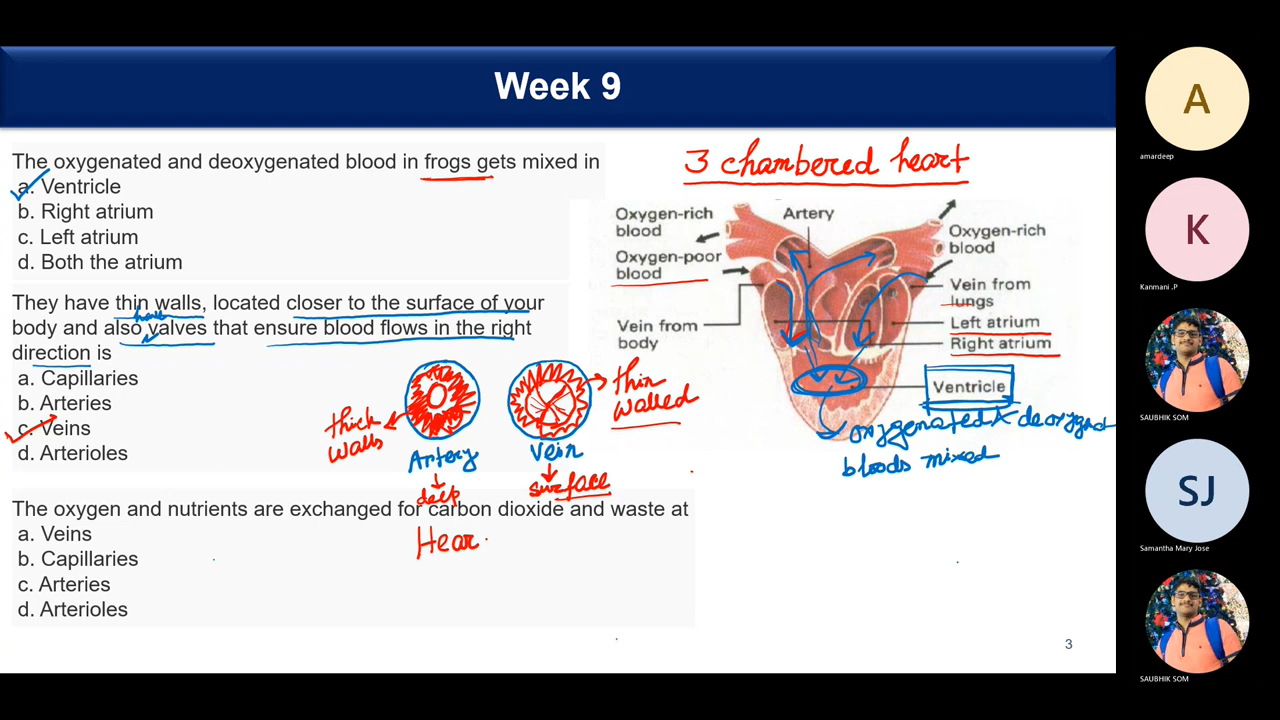 Week 9
The oxygenated and deoxygenated blood in frogs gets mixed in
a. Ventricle
b. Right atrium
c. Left atrium
d. Both the atrium
They have thin walls, located closer to the surface of your
have
body and also valves that ensure blood flows in the right
direction is
a. Capillaries
b. Arteries
c. Veins
d. Arterioles
thick
walls
Artery
deep
Vein
surface
thin
walled
The oxygen and nutrients are exchanged for carbon dioxide and waste at
a. Veins
b. Capillaries
c. Arteries
d. Arterioles
Hear
3 chambered heart
Oxygen-rich
blood
Oxygen-poor
blood
Vein from
body
Artery
Oxygen-rich
blood
Vein from
lungs
Left atrium
Right atrium
Ventricle
oxygenated & deoxygnat
bloods mixed
3
A
amardeep
K
Kanmani .P
SAUBHIK SOM
SJ
Samantha Mary Jose
SAUBHIK SOM